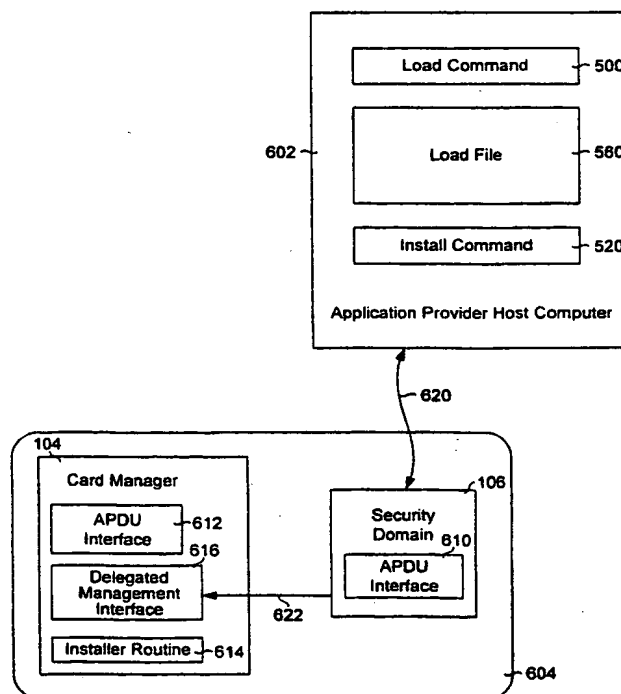 Load Command
500
602
Load File
560
Install Command
520
Application Provider Host Computer
620
104
Card Manager
106
APDU
Interface
612
Security
Domain
610
APDU
Interface
616
Delegated
Management
Interface
622
Installer Routine
614
604